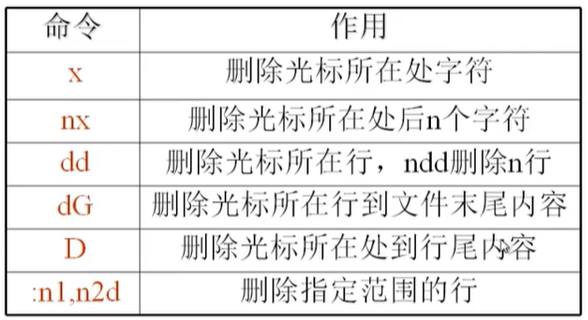 命令 作用
x 删除光标所在处字符
nx 删除光标所在处后n个字符
dd 删除光标所在行，ndd删除n行
dG 删除光标所在行到文件末尾内容
D 删除光标所在处到行尾内容
:n1,n2d 删除指定范围的行